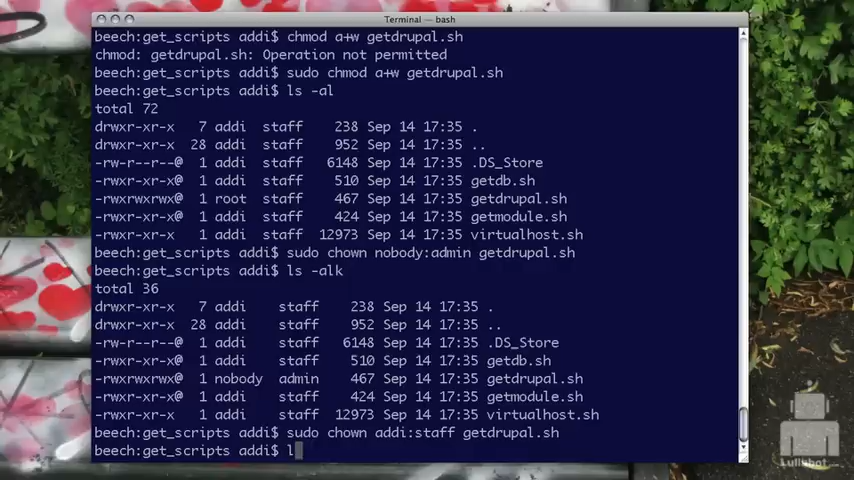 Terminal — bash
beech:get_scripts addi$ chmod a+w getdrupal.sh
chmod: getdrupal.sh: Operation not permitted
beech:get_scripts addi$ sudo chmod a+w getdrupal.sh
beech:get_scripts addi$ ls -al
total 72
drwxr-xr-x   7 addi  staff    238 Sep 14 17:35 .
drwxr-xr-x  28 addi  staff    952 Sep 14 17:35 ..
-rw-r--r--@  1 addi  staff   6148 Sep 14 17:35 .DS_Store
-rwxr-xr-x@  1 addi  staff    510 Sep 14 17:35 getdb.sh
-rwxrwxrwx@  1 root  staff    467 Sep 14 17:35 getdrupal.sh
-rwxr-xr-x@  1 addi  staff    424 Sep 14 17:35 getmodule.sh
-rwxr-xr-x   1 addi  staff  12973 Sep 14 17:35 virtualhost.sh
beech:get_scripts addi$ sudo chown nobody:admin getdrupal.sh
beech:get_scripts addi$ ls -alk
total 36
drwxr-xr-x   7 addi    staff    238 Sep 14 17:35 .
drwxr-xr-x  28 addi    staff    952 Sep 14 17:35 ..
-rw-r--r--@  1 addi    staff   6148 Sep 14 17:35 .DS_Store
-rwxr-xr-x@  1 addi    staff    510 Sep 14 17:35 getdb.sh
-rwxrwxrwx@  1 nobody  admin    467 Sep 14 17:35 getdrupal.sh
-rwxr-xr-x@  1 addi    staff    424 Sep 14 17:35 getmodule.sh
-rwxr-xr-x   1 addi    staff  12973 Sep 14 17:35 virtualhost.sh
beech:get_scripts addi$ sudo chown addi:staff getdrupal.sh
beech:get_scripts addi$ l
Lullabot